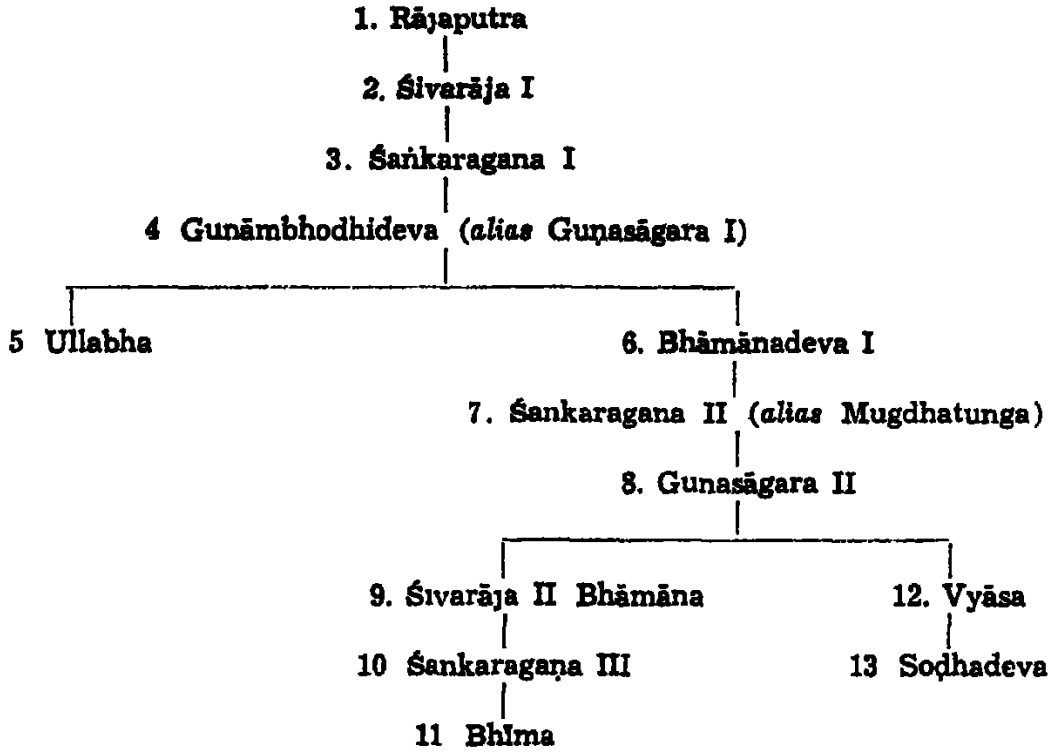 1. Rājaputra
2. Śivarāja I
3. Śaṅkaragana I
4 Gunāmbhodhideva (alias Guṇasāgara I)
5 Ullabha 6. Bhāmānadeva I
7. Śankaragana II (alias Mugdhatunga)
8. Gunasāgara II
9. Śıvarāja II Bhāmāna 12. Vyāsa
10 Śankaragaṇa III 13 Soḍhadeva
11 Bhīma